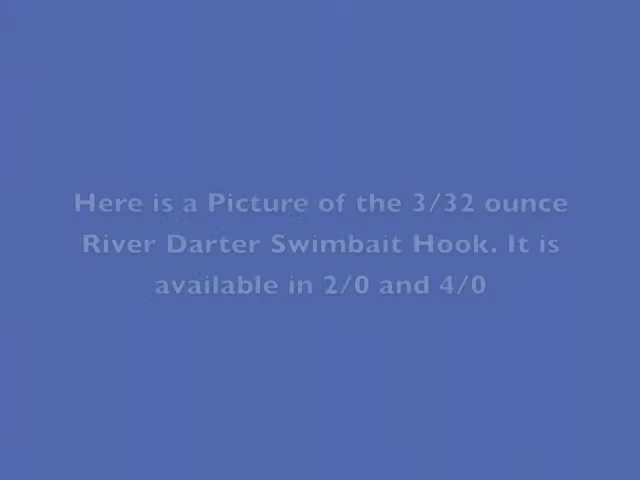 Here is a Picture of the 3/32 ounce
River Darter Swimbait Hook. It is
available in 2/0 and 4/0